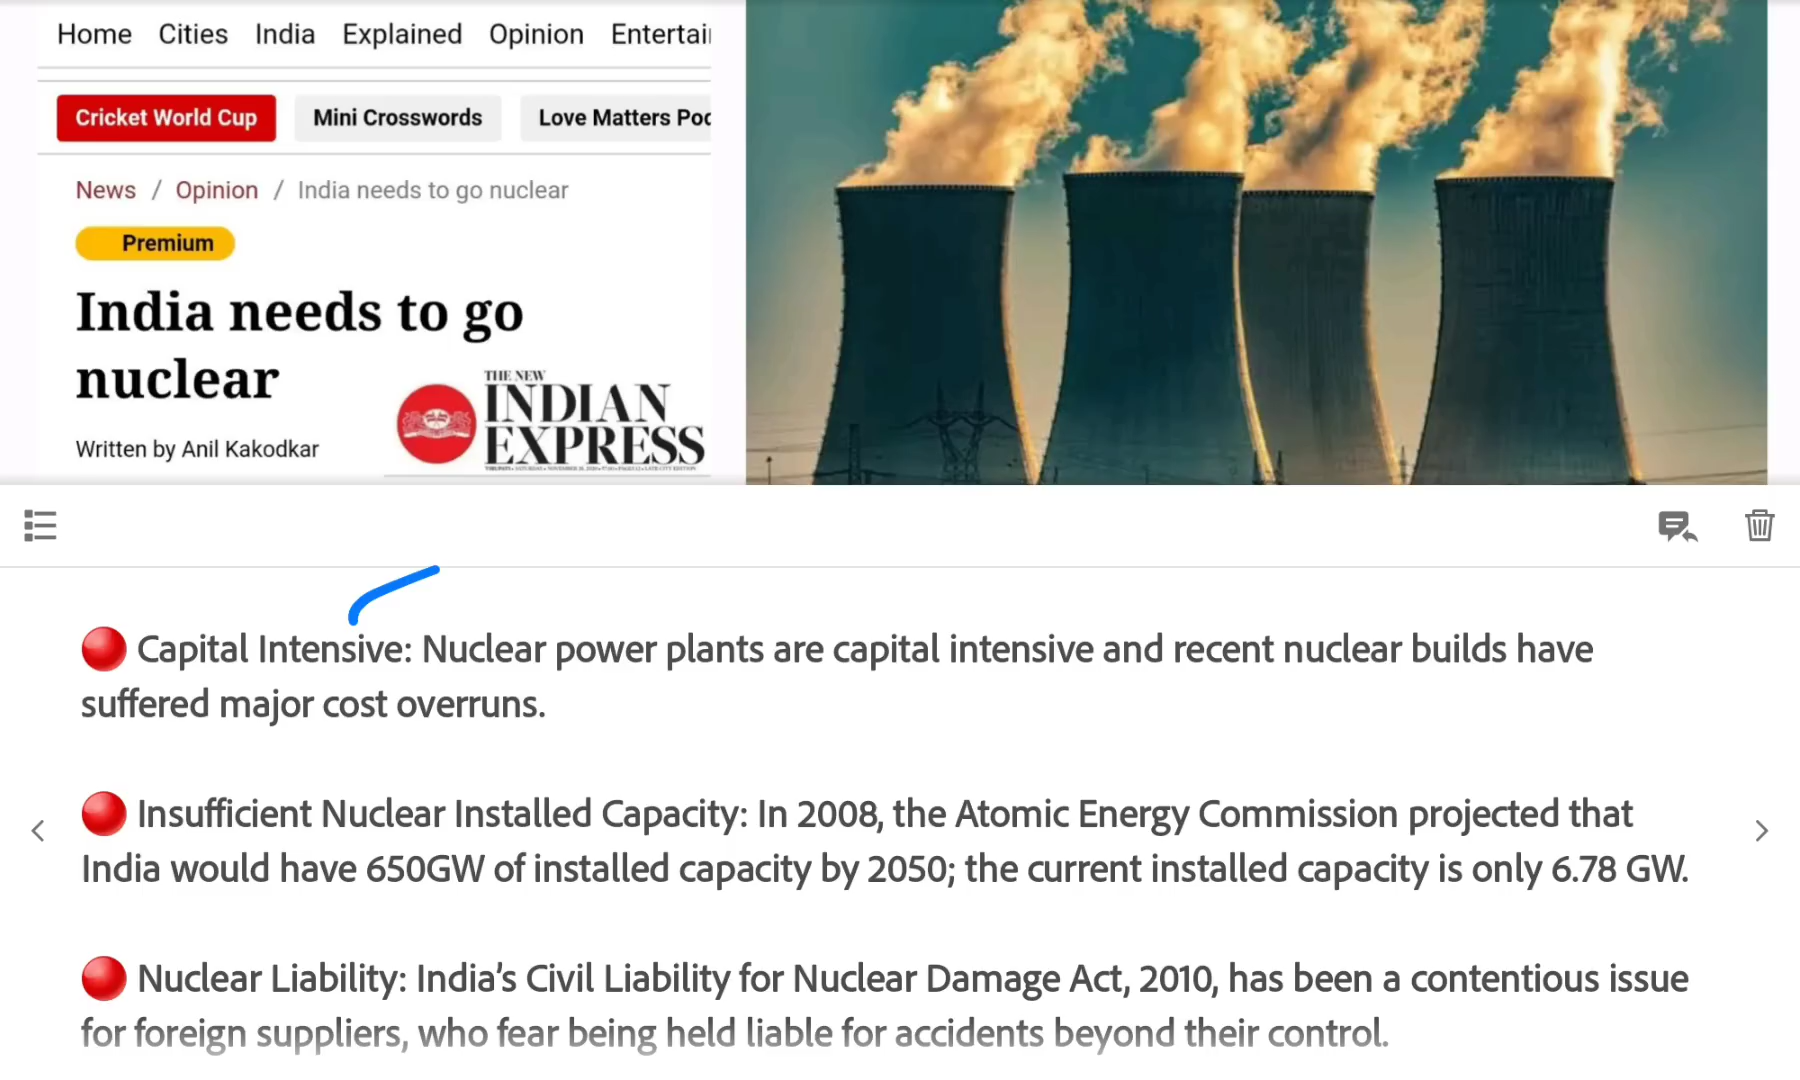 Home Cities India Explained Opinion Entertai
Cricket World Cup Mini Crosswords Love Matters Poc
News / Opinion / India needs to go nuclear
Premium
India needs to go
nuclear
THE NEW
INDIAN
EXPRESS
Written by Anil Kakodkar
🔴 Capital Intensive: Nuclear power plants are capital intensive and recent nuclear builds have
suffered major cost overruns.
🔴 Insufficient Nuclear Installed Capacity: In 2008, the Atomic Energy Commission projected that
India would have 650GW of installed capacity by 2050; the current installed capacity is only 6.78 GW.
🔴 Nuclear Liability: India's Civil Liability for Nuclear Damage Act, 2010, has been a contentious issue
for foreign suppliers, who fear being held liable for accidents beyond their control.